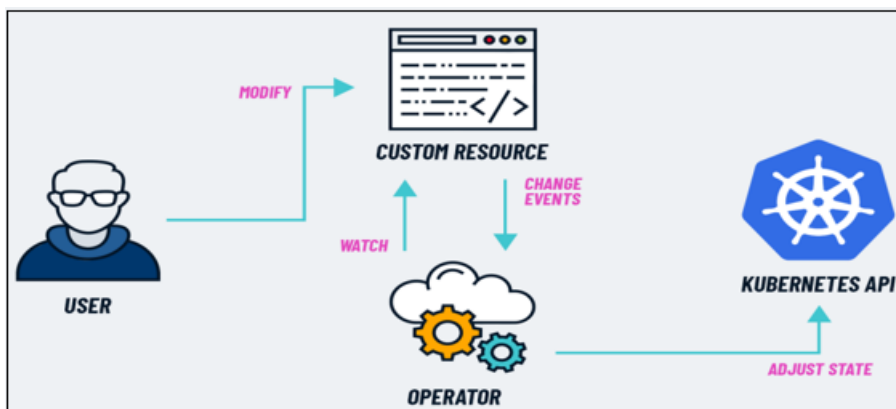 MODIFY
CUSTOM RESOURCE
CHANGE
EVENTS
WATCH
USER
KUBERNETES API
OPERATOR
ADJUST STATE